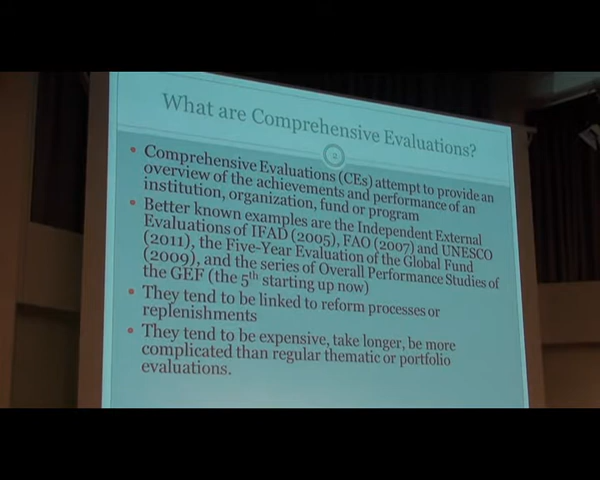 What are Comprehensive Evaluations?
2
• Comprehensive Evaluations (CEs) attempt to provide an
overview of the achievements and performance of an
institution, organization, fund or program
• Better known examples are the Independent External
Evaluations of IFAD (2005), FAO (2007) and UNESCO
(2011), the Five-Year Evaluation of the Global Fund
(2009), and the series of Overall Performance Studies of
the GEF (the 5th starting up now)
• They tend to be linked to reform processes or
replenishments
• They tend to be expensive, take longer, be more
complicated than regular thematic or portfolio
evaluations.